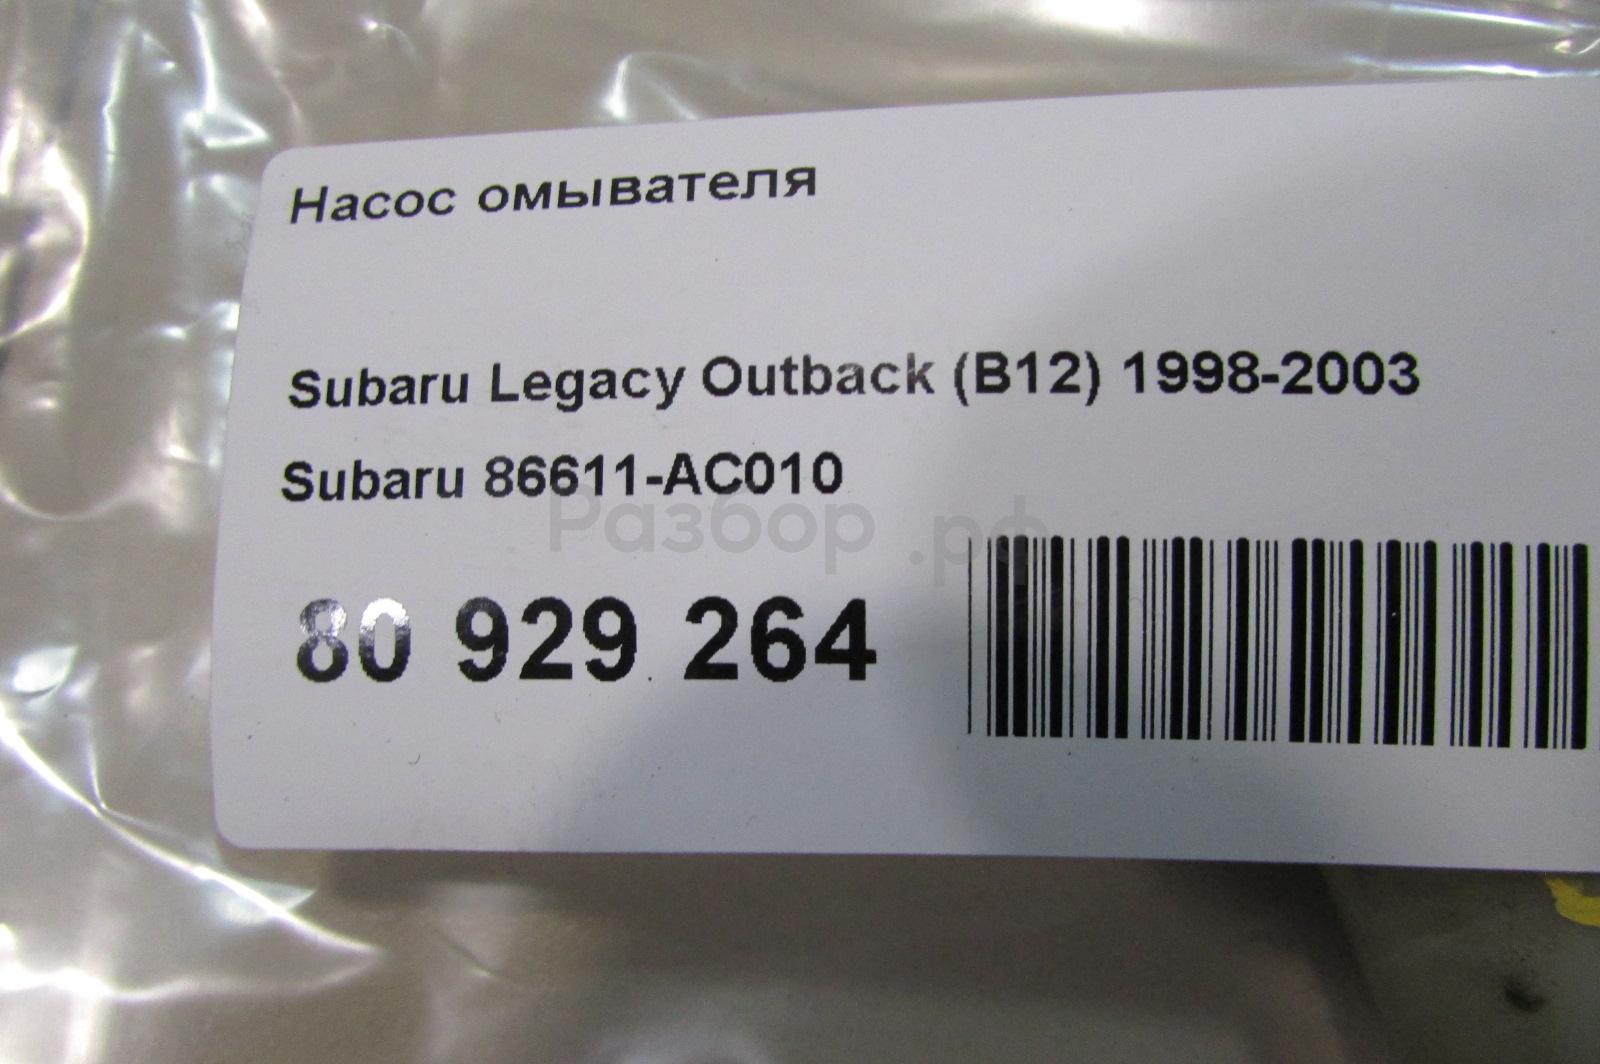 Насос омывателя
Subaru Legacy Outback (B12) 1998-2003
Subaru 86611-AC010
Разбор.рф
80 929 264